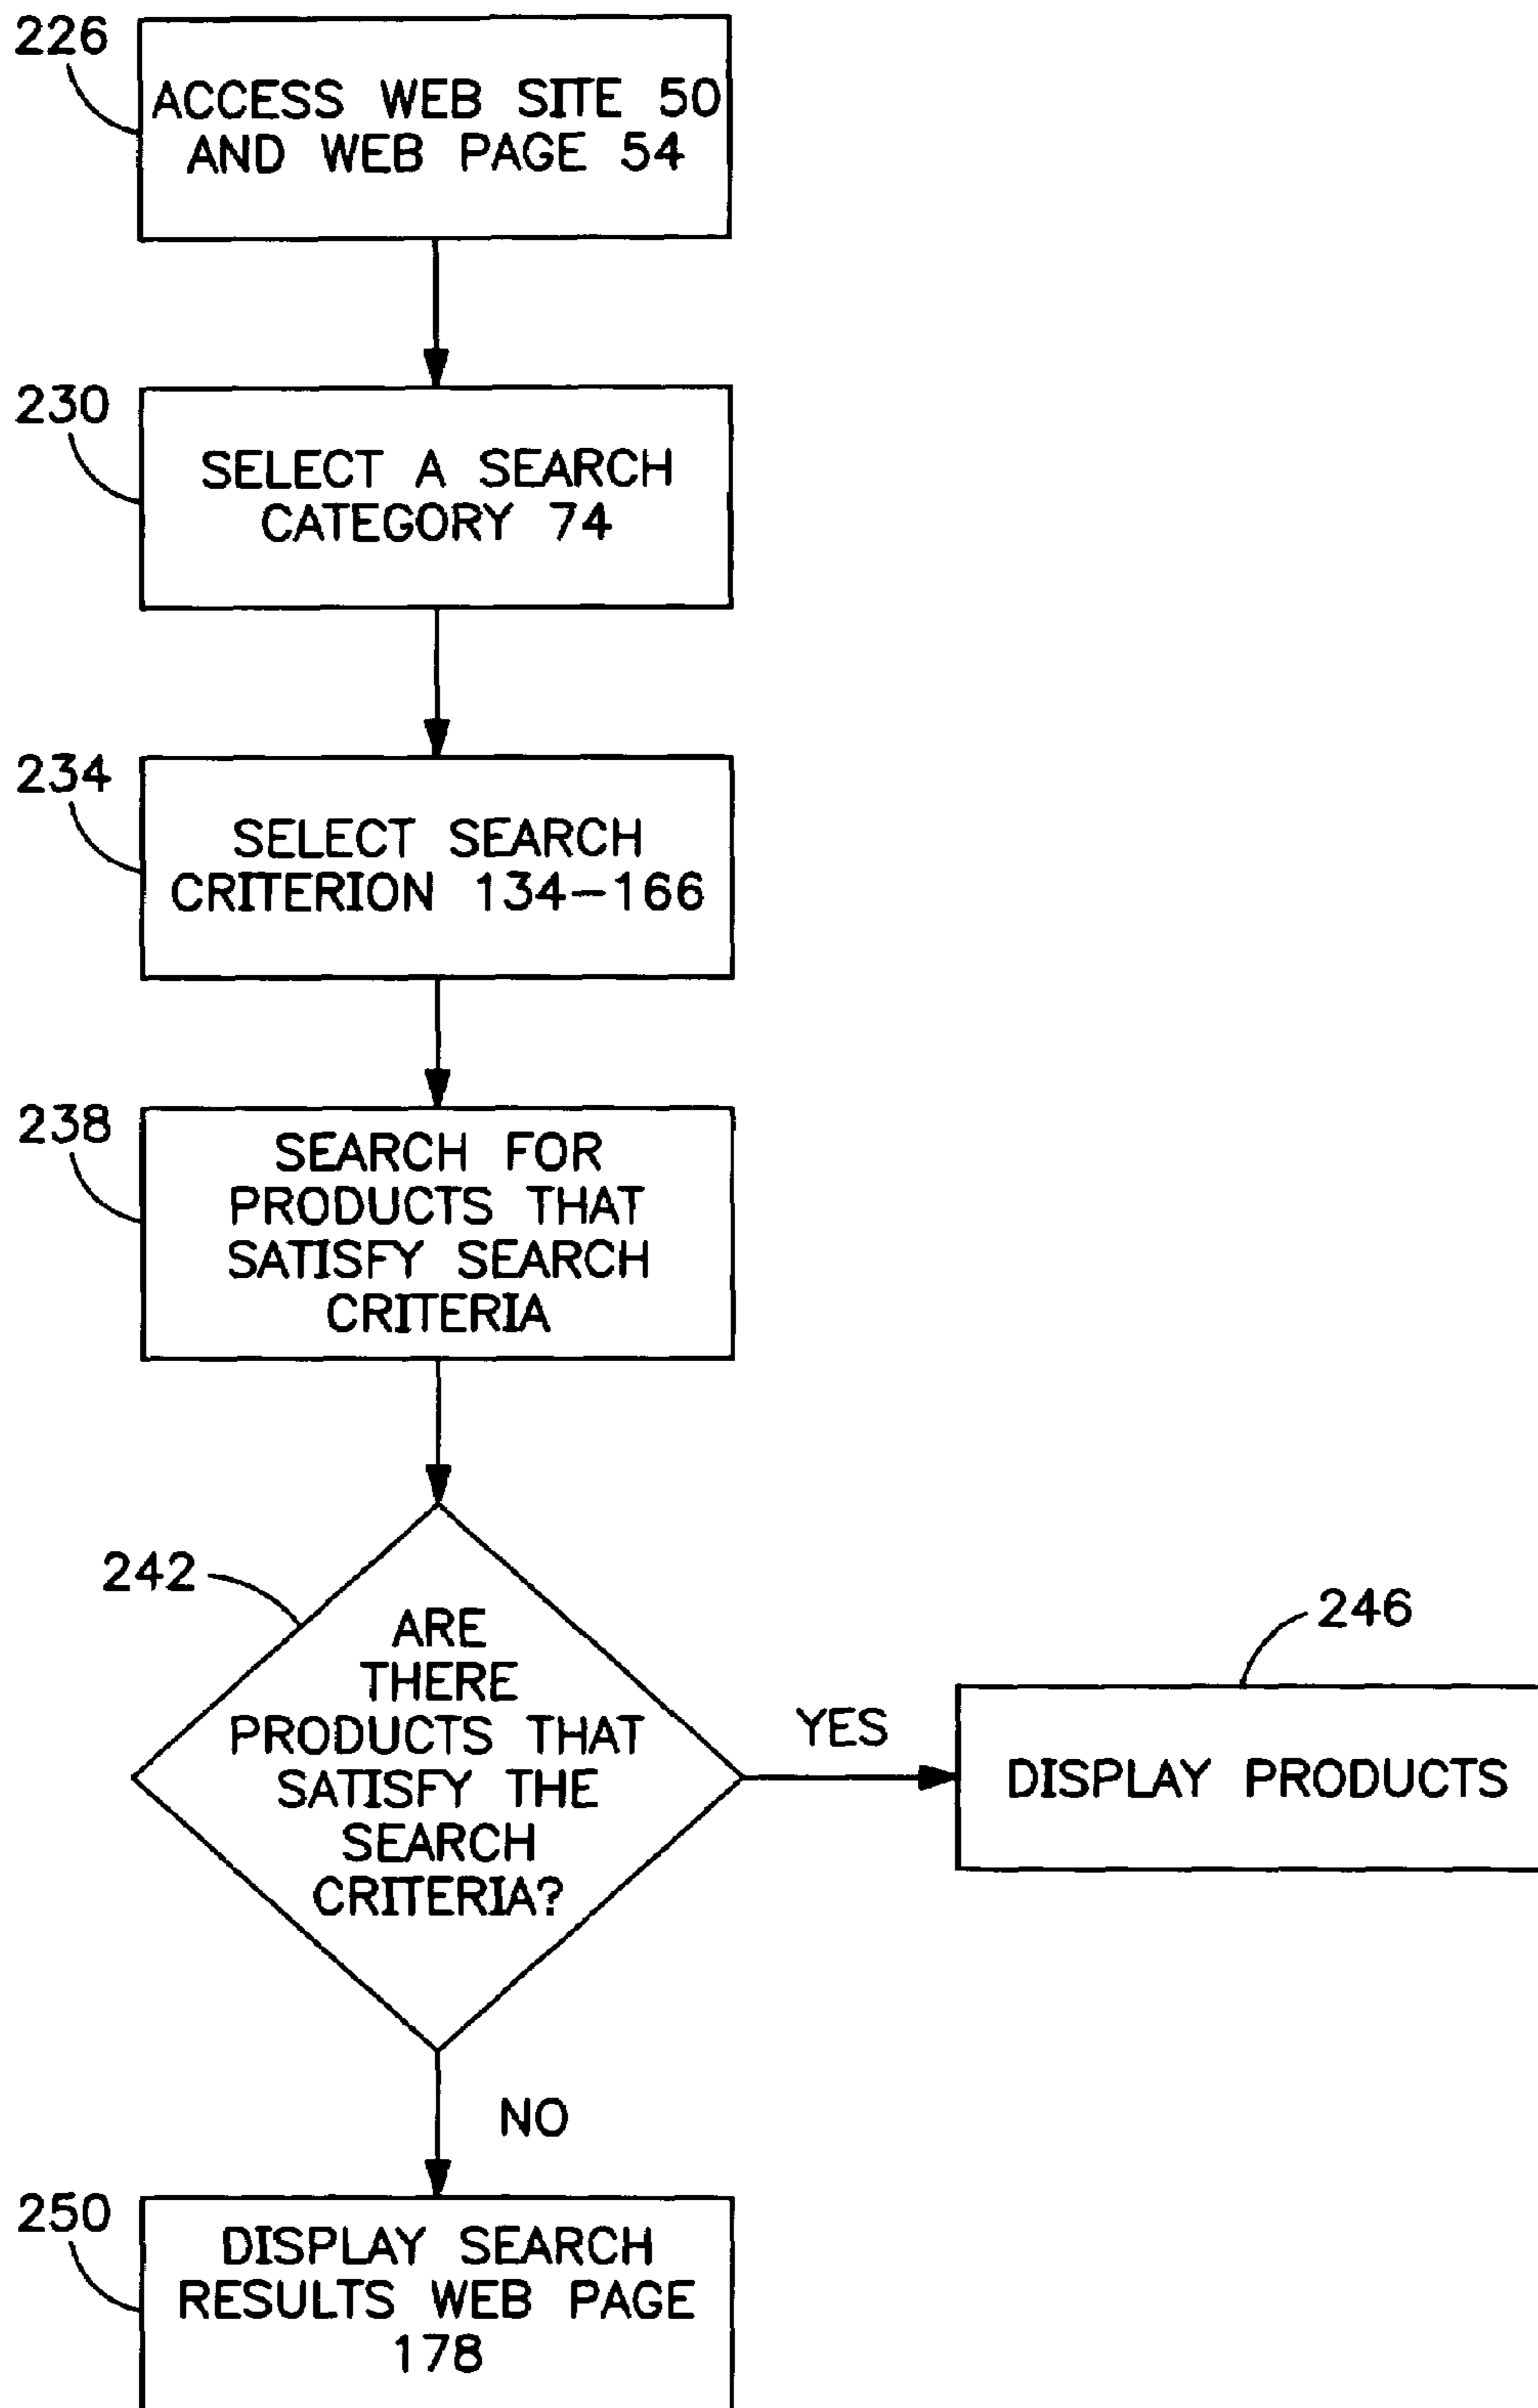 226
ACCESS WEB SITE 50
AND WEB PAGE 54
230
SELECT A SEARCH
CATEGORY 74
234
SELECT SEARCH
CRITERION 134-166
238
SEARCH FOR
PRODUCTS THAT
SATISFY SEARCH
CRITERIA
242
ARE
THERE
PRODUCTS THAT
SATISFY THE
SEARCH
CRITERIA?
YES
246
DISPLAY PRODUCTS
NO
250
DISPLAY SEARCH
RESULTS WEB PAGE
178